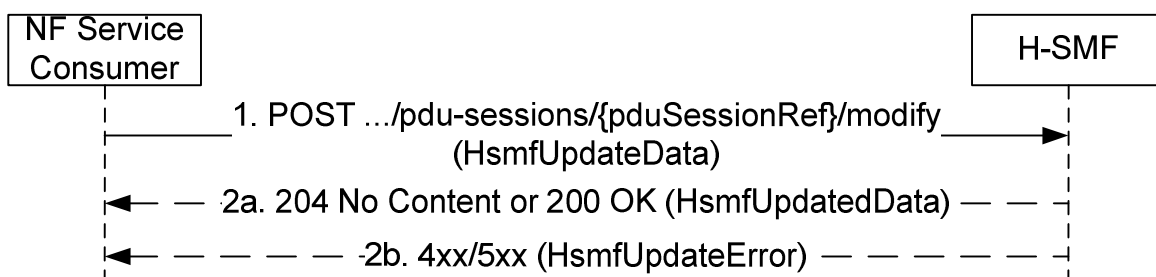 NF Service
Consumer
H-SMF
1. POST .../pdu-sessions/{pduSessionRef}/modify
(HsmfUpdateData)
2a. 204 No Content or 200 OK (HsmfUpdatedData)
2b. 4xx/5xx (HsmfUpdateError)